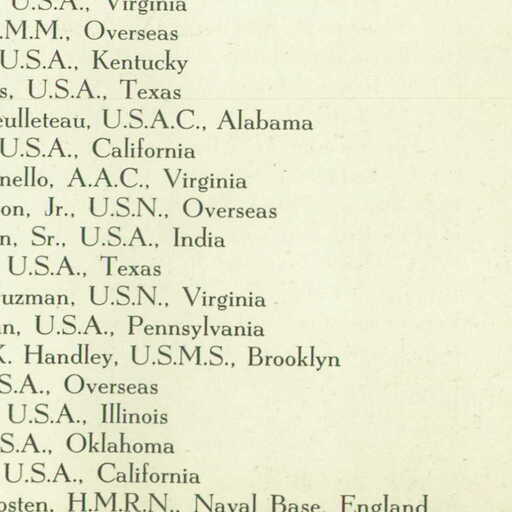 U.S.A., Virginia
.M.M., Overseas
U.S.A., Kentucky
s, U.S.A., Texas
eulleteau, U.S.A.C., Alabama
U.S.A., California
nello, A.A.C., Virginia
on, Jr., U.S.N., Overseas
n, Sr., U.S.A., India
U.S.A., Texas
uzman, U.S.N., Virginia
an, U.S.A., Pennsylvania
K. Handley, U.S.M.S., Brooklyn
S.A., Overseas
U.S.A., Illinois
S.A., Oklahoma
U.S.A., California
osten, H.M.R.N., Naval Base, England